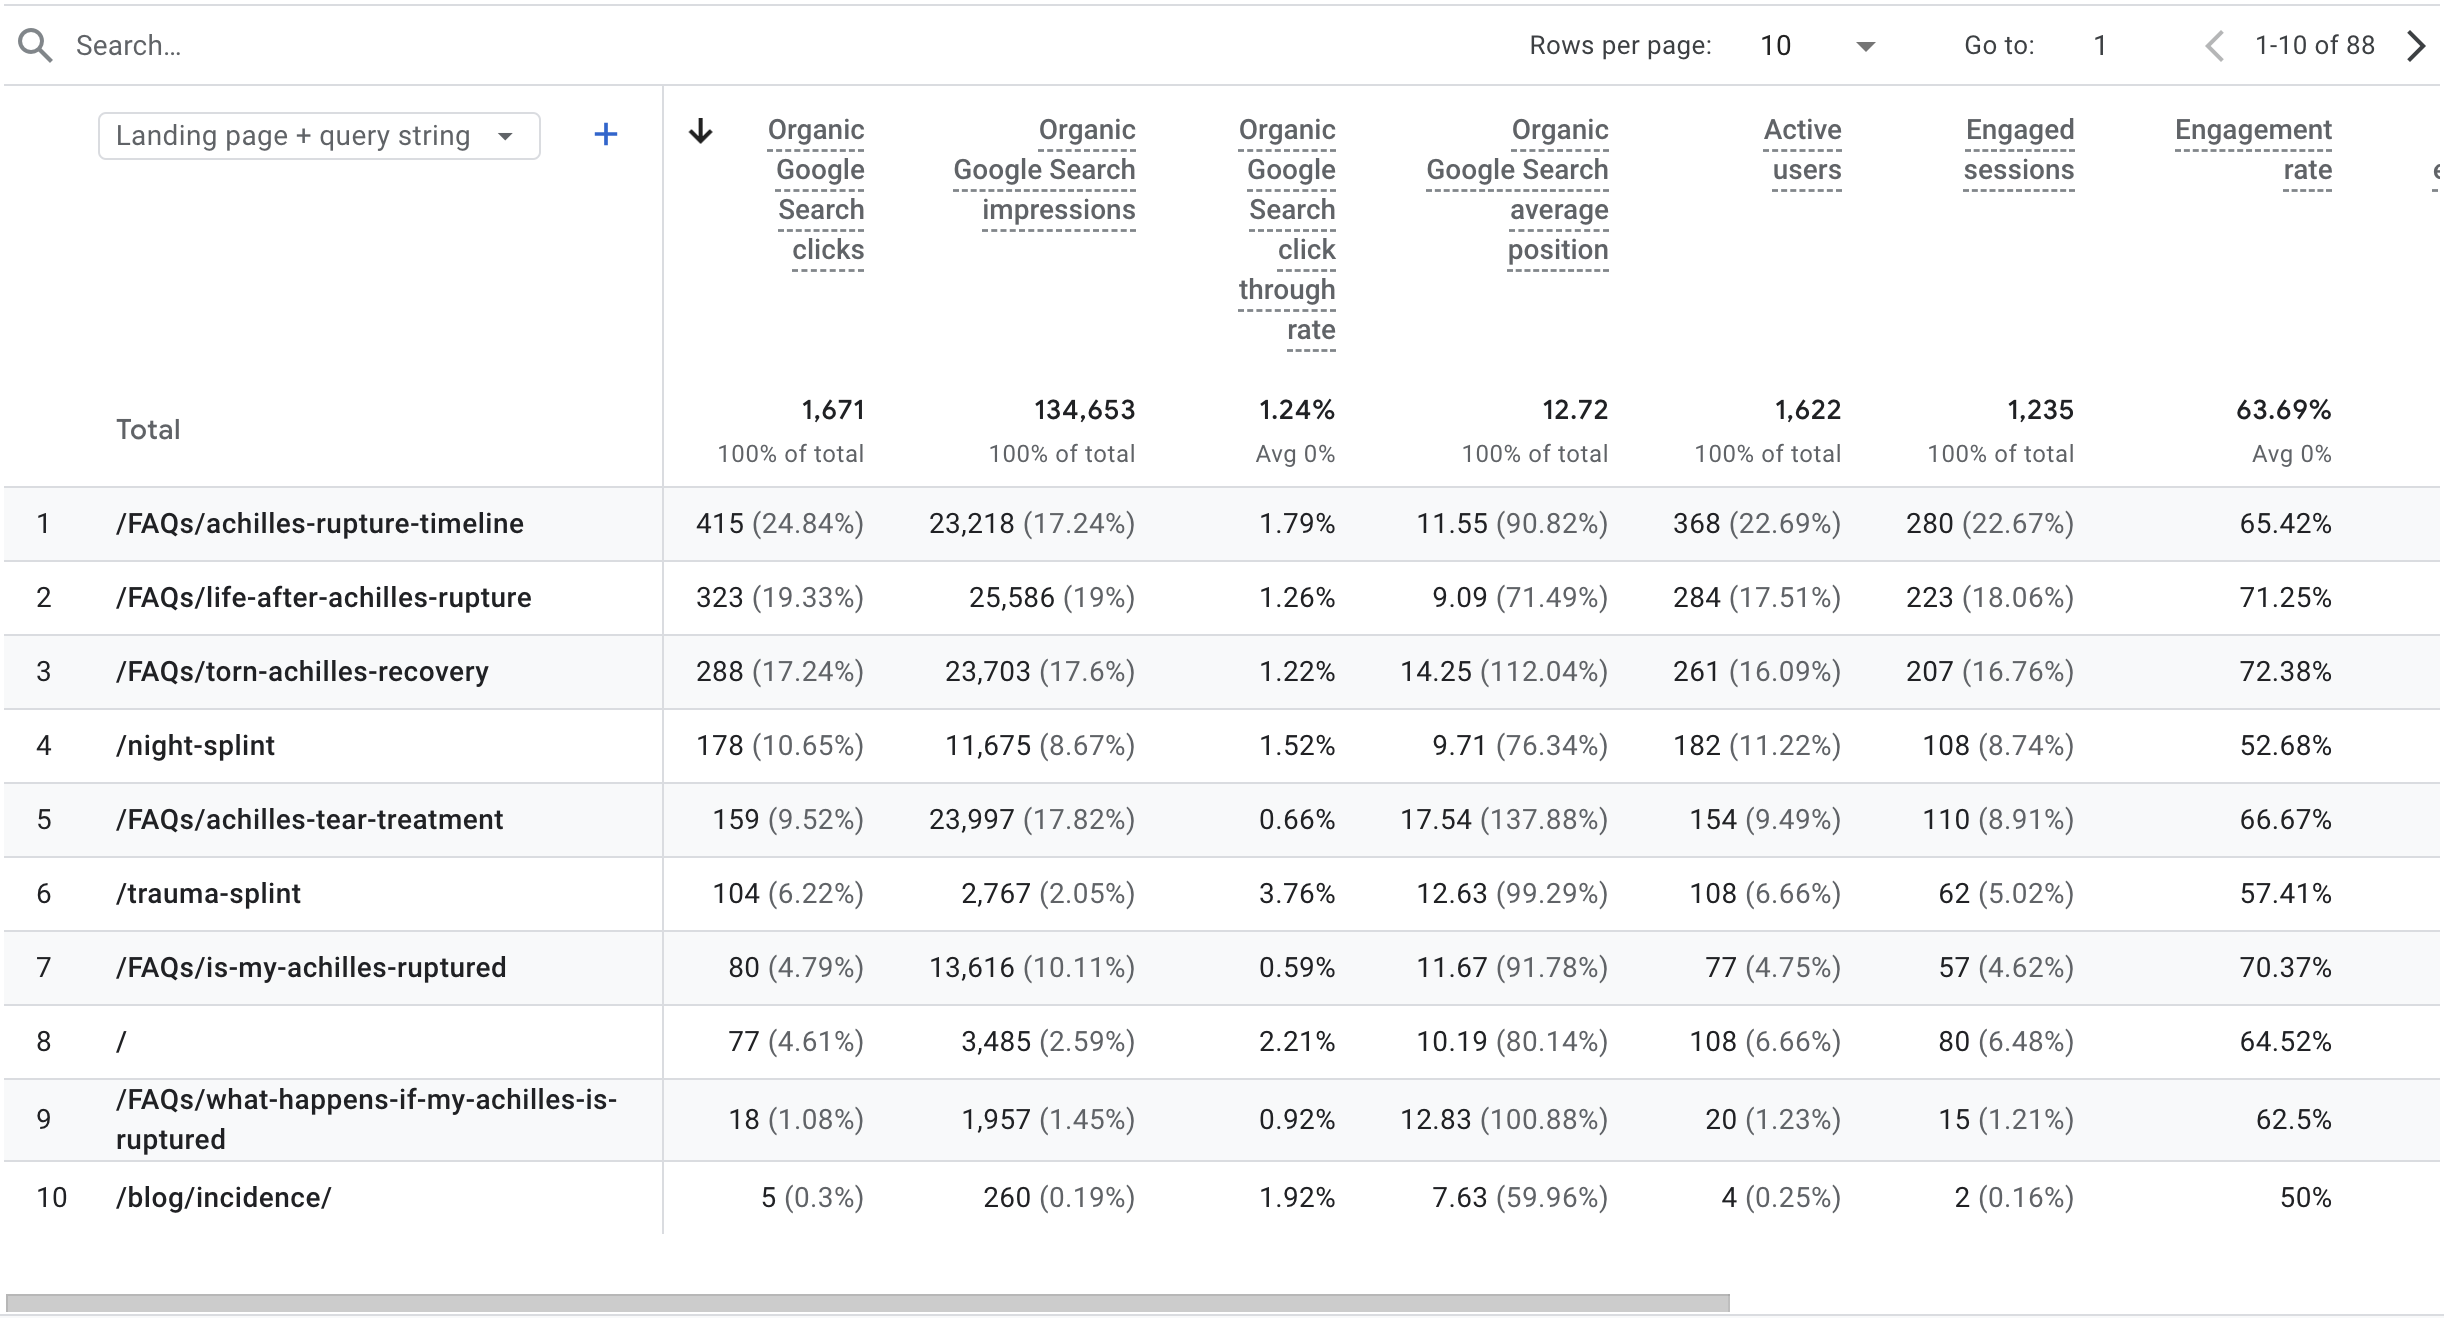 Search…
Rows per page: 10 Go to: 1 1-10 of 88
Landing page + query string +
Organic Google Search clicks
Organic Google Search impressions
Organic Google Search click through rate
Organic Google Search average position
Active users
Engaged sessions
Engagement rate
Total 1,671 134,653 1.24% 12.72 1,622 1,235 63.69%
100% of total 100% of total Avg 0% 100% of total 100% of total 100% of total Avg 0%
1 /FAQs/achilles-rupture-timeline 415 (24.84%) 23,218 (17.24%) 1.79% 11.55 (90.82%) 368 (22.69%) 280 (22.67%) 65.42%
2 /FAQs/life-after-achilles-rupture 323 (19.33%) 25,586 (19%) 1.26% 9.09 (71.49%) 284 (17.51%) 223 (18.06%) 71.25%
3 /FAQs/torn-achilles-recovery 288 (17.24%) 23,703 (17.6%) 1.22% 14.25 (112.04%) 261 (16.09%) 207 (16.76%) 72.38%
4 /night-splint 178 (10.65%) 11,675 (8.67%) 1.52% 9.71 (76.34%) 182 (11.22%) 108 (8.74%) 52.68%
5 /FAQs/achilles-tear-treatment 159 (9.52%) 23,997 (17.82%) 0.66% 17.54 (137.88%) 154 (9.49%) 110 (8.91%) 66.67%
6 /trauma-splint 104 (6.22%) 2,767 (2.05%) 3.76% 12.63 (99.29%) 108 (6.66%) 62 (5.02%) 57.41%
7 /FAQs/is-my-achilles-ruptured 80 (4.79%) 13,616 (10.11%) 0.59% 11.67 (91.78%) 77 (4.75%) 57 (4.62%) 70.37%
8 / 77 (4.61%) 3,485 (2.59%) 2.21% 10.19 (80.14%) 108 (6.66%) 80 (6.48%) 64.52%
9 /FAQs/what-happens-if-my-achilles-is-
ruptured 18 (1.08%) 1,957 (1.45%) 0.92% 12.83 (100.88%) 20 (1.23%) 15 (1.21%) 62.5%
10 /blog/incidence/ 5 (0.3%) 260 (0.19%) 1.92% 7.63 (59.96%) 4 (0.25%) 2 (0.16%) 50%